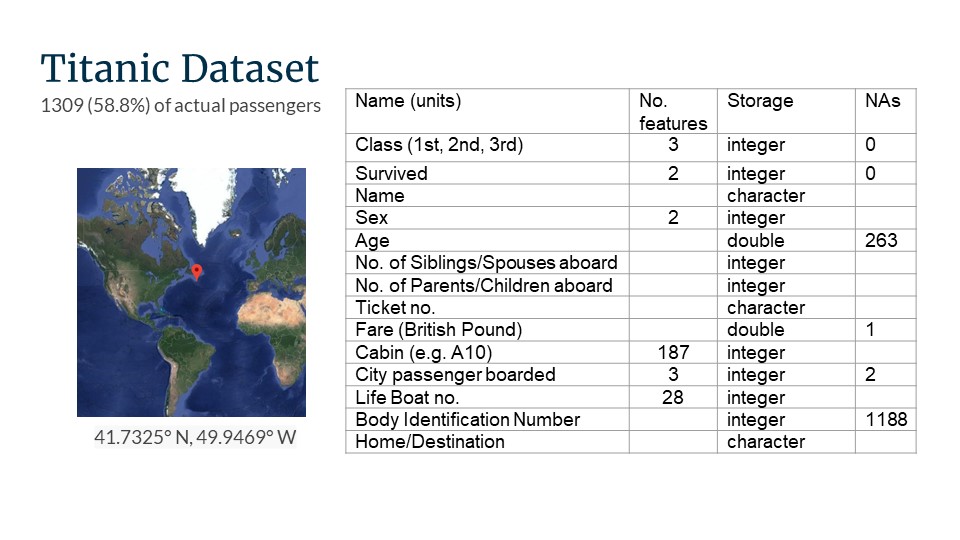 Titanic Dataset
1309 (58.8%) of actual passengers
Name (units) No. features Storage NAs
Class (1st, 2nd, 3rd) 3 integer 0
Survived 2 integer 0
Name character
Sex 2 integer
Age double 263
No. of Siblings/Spouses aboard integer
No. of Parents/Children aboard integer
Ticket no. character
Fare (British Pound) double 1
Cabin (e.g. A10) 187 integer
City passenger boarded 3 integer 2
Life Boat no. 28 integer
Body Identification Number integer 1188
Home/Destination character
41.7325° N, 49.9469° W